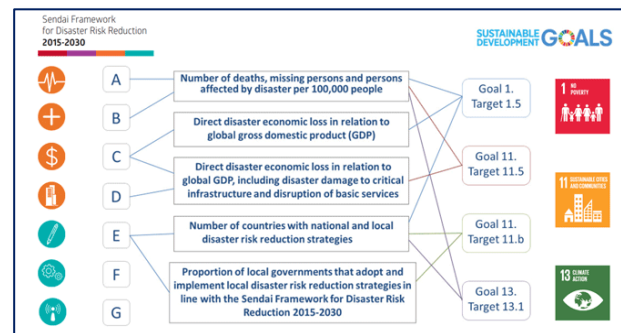 Sendai Framework
for Disaster Risk Reduction
2015-2030
SUSTAINABLE
DEVELOPMENT GOALS
A
Number of deaths, missing persons and persons
affected by disaster per 100,000 people
B
Goal 1.
Target 1.5
1 NO
POVERTY
C
Direct disaster economic loss in relation to
global gross domestic product (GDP)
D
Direct disaster economic loss in relation to
global GDP, including disaster damage to critical
infrastructure and disruption of basic services
Goal 11.
Target 11.5
11 SUSTAINABLE CITIES
AND COMMUNITIES
E
Number of countries with national and local
disaster risk reduction strategies
Goal 11.
Target 11.b
F
Proportion of local governments that adopt and
implement local disaster risk reduction strategies in
line with the Sendai Framework for Disaster Risk
Reduction 2015-2030
G
Goal 13.
Target 13.1
13 CLIMATE
ACTION